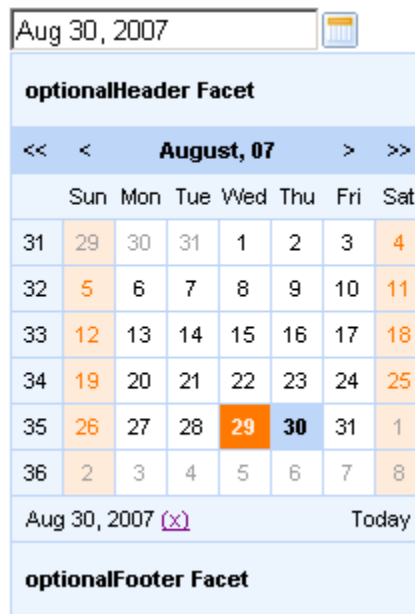 Aug 30, 2007
optionalHeader Facet
<< < August, 07 > >>
Sun Mon Tue Wed Thu Fri Sat
31 29 30 31 1 2 3 4
32 5 6 7 8 9 10 11
33 12 13 14 15 16 17 18
34 19 20 21 22 23 24 25
35 26 27 28 29 30 31 1
36 2 3 4 5 6 7 8
Aug 30, 2007 (x) Today
optionalFooter Facet